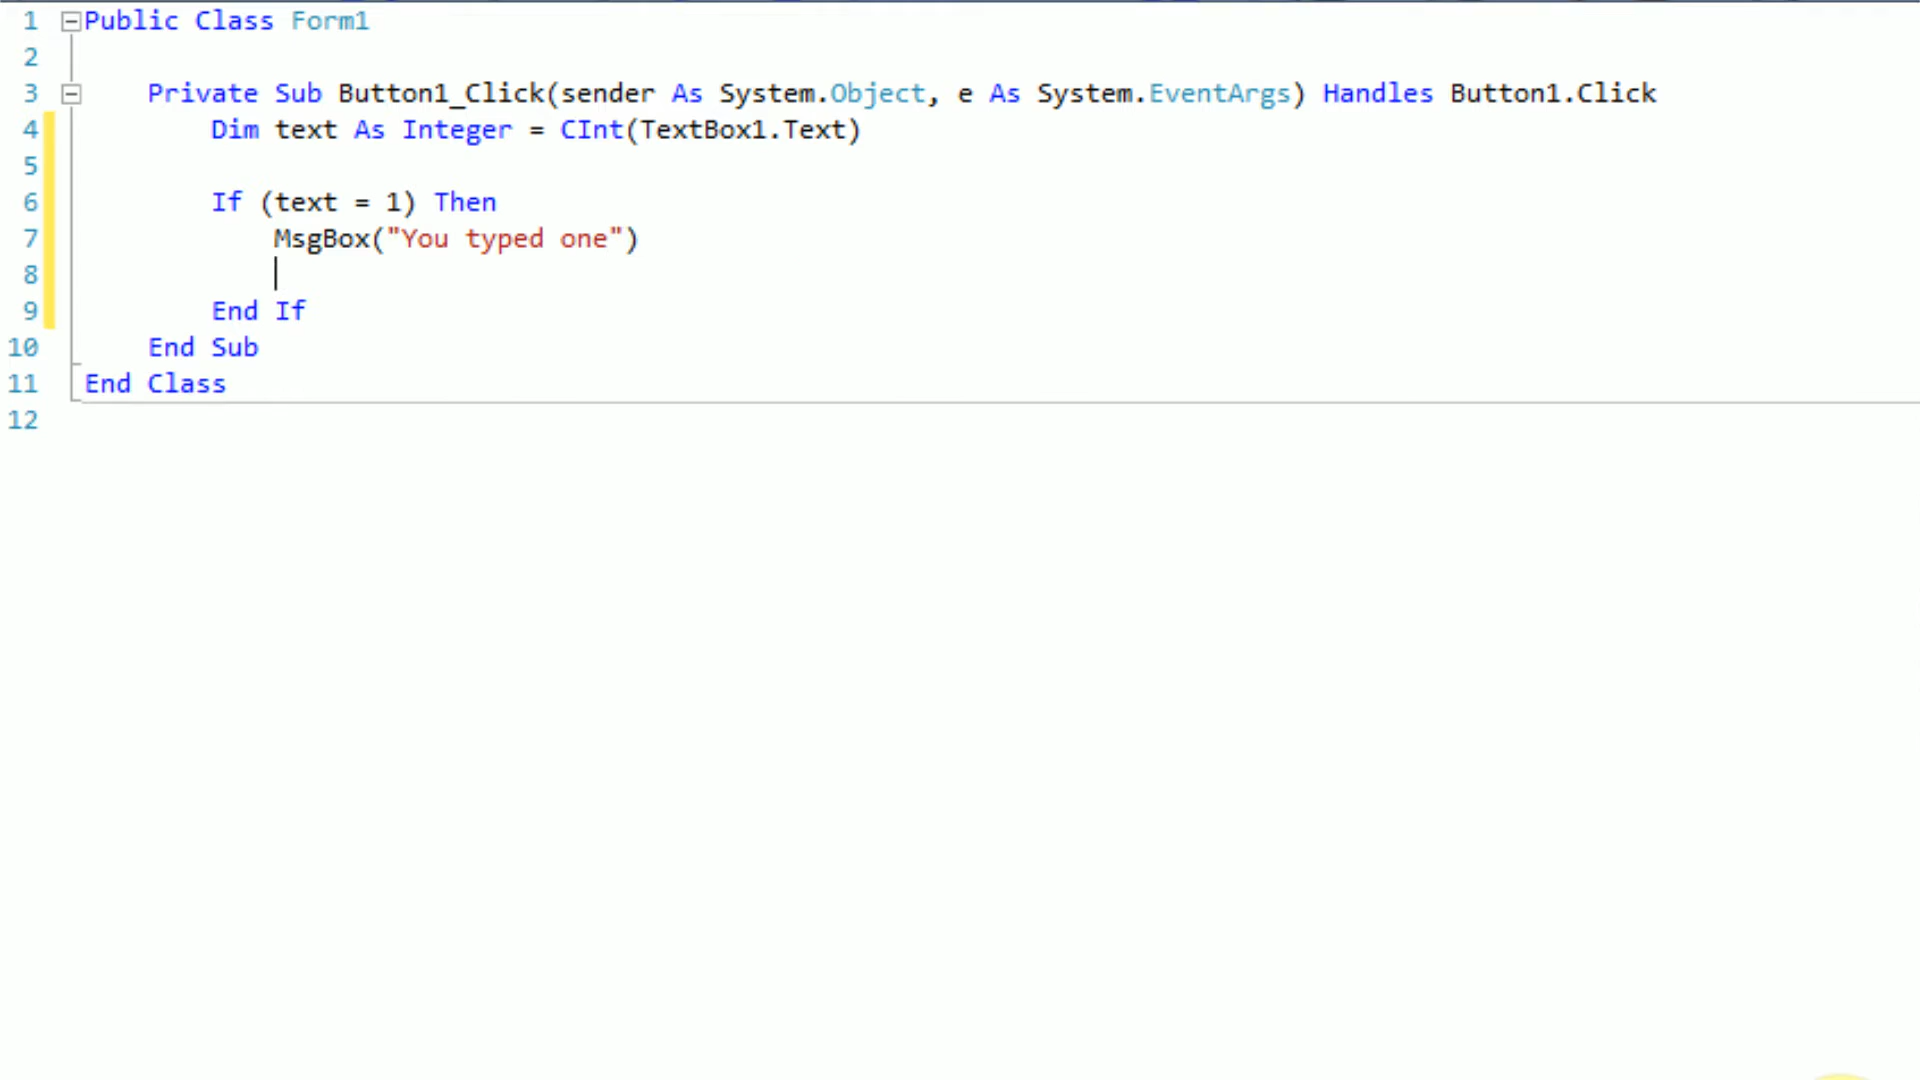 1 Public Class Form1
2
3 Private Sub Button1_Click(sender As System.Object, e As System.EventArgs) Handles Button1.Click
4 Dim text As Integer = CInt(TextBox1.Text)
5
6 If (text = 1) Then
7 MsgBox("You typed one")
8
9 End If
10 End Sub
11 End Class
12